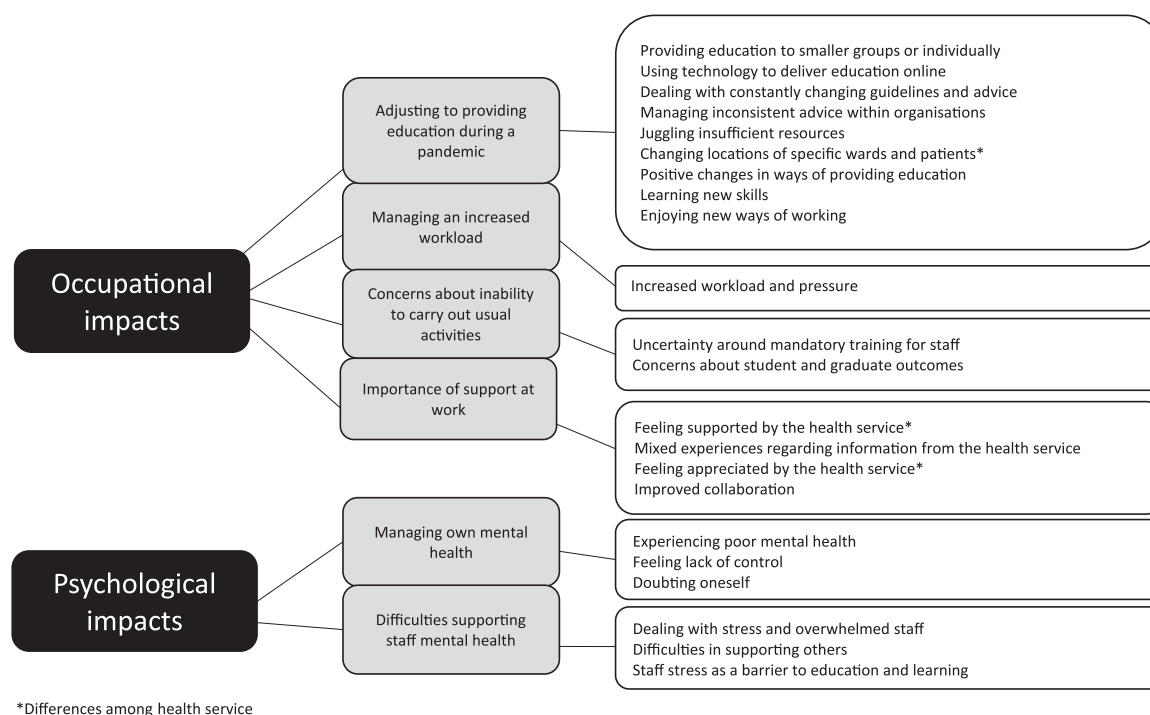 Occupational
impacts
Adjusting to providing
education during a
pandemic
Providing education to smaller groups or individually
Using technology to deliver education online
Dealing with constantly changing guidelines and advice
Managing inconsistent advice within organisations
Juggling insufficient resources
Changing locations of specific wards and patients*
Positive changes in ways of providing education
Learning new skills
Enjoying new ways of working
Managing an increased
workload
Increased workload and pressure
Concerns about inability
to carry out usual
activities
Uncertainty around mandatory training for staff
Concerns about student and graduate outcomes
Importance of support at
work
Feeling supported by the health service*
Mixed experiences regarding information from the health service
Feeling appreciated by the health service*
Improved collaboration
Psychological
impacts
Managing own mental
health
Experiencing poor mental health
Feeling lack of control
Doubting oneself
Difficulties supporting
staff mental health
Dealing with stress and overwhelmed staff
Difficulties in supporting others
Staff stress as a barrier to education and learning
*Differences among health service